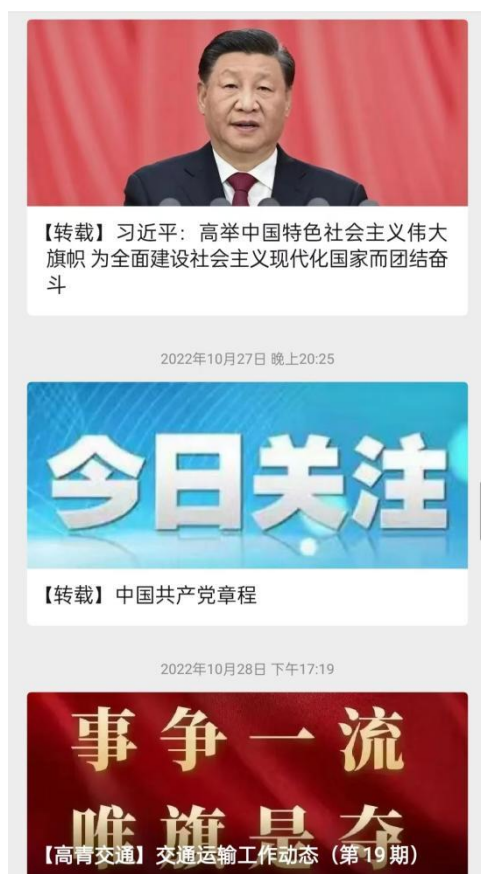 【转载】习近平：高举中国特色社会主义伟大
旗帜 为全面建设社会主义现代化国家而团结奋
斗
2022年10月27日 晚上20:25
今日关注
【转载】中国共产党章程
2022年10月28日 下午17:19
事争一流
唯旗是夺
【高青交通】交通运输工作动态（第19期）